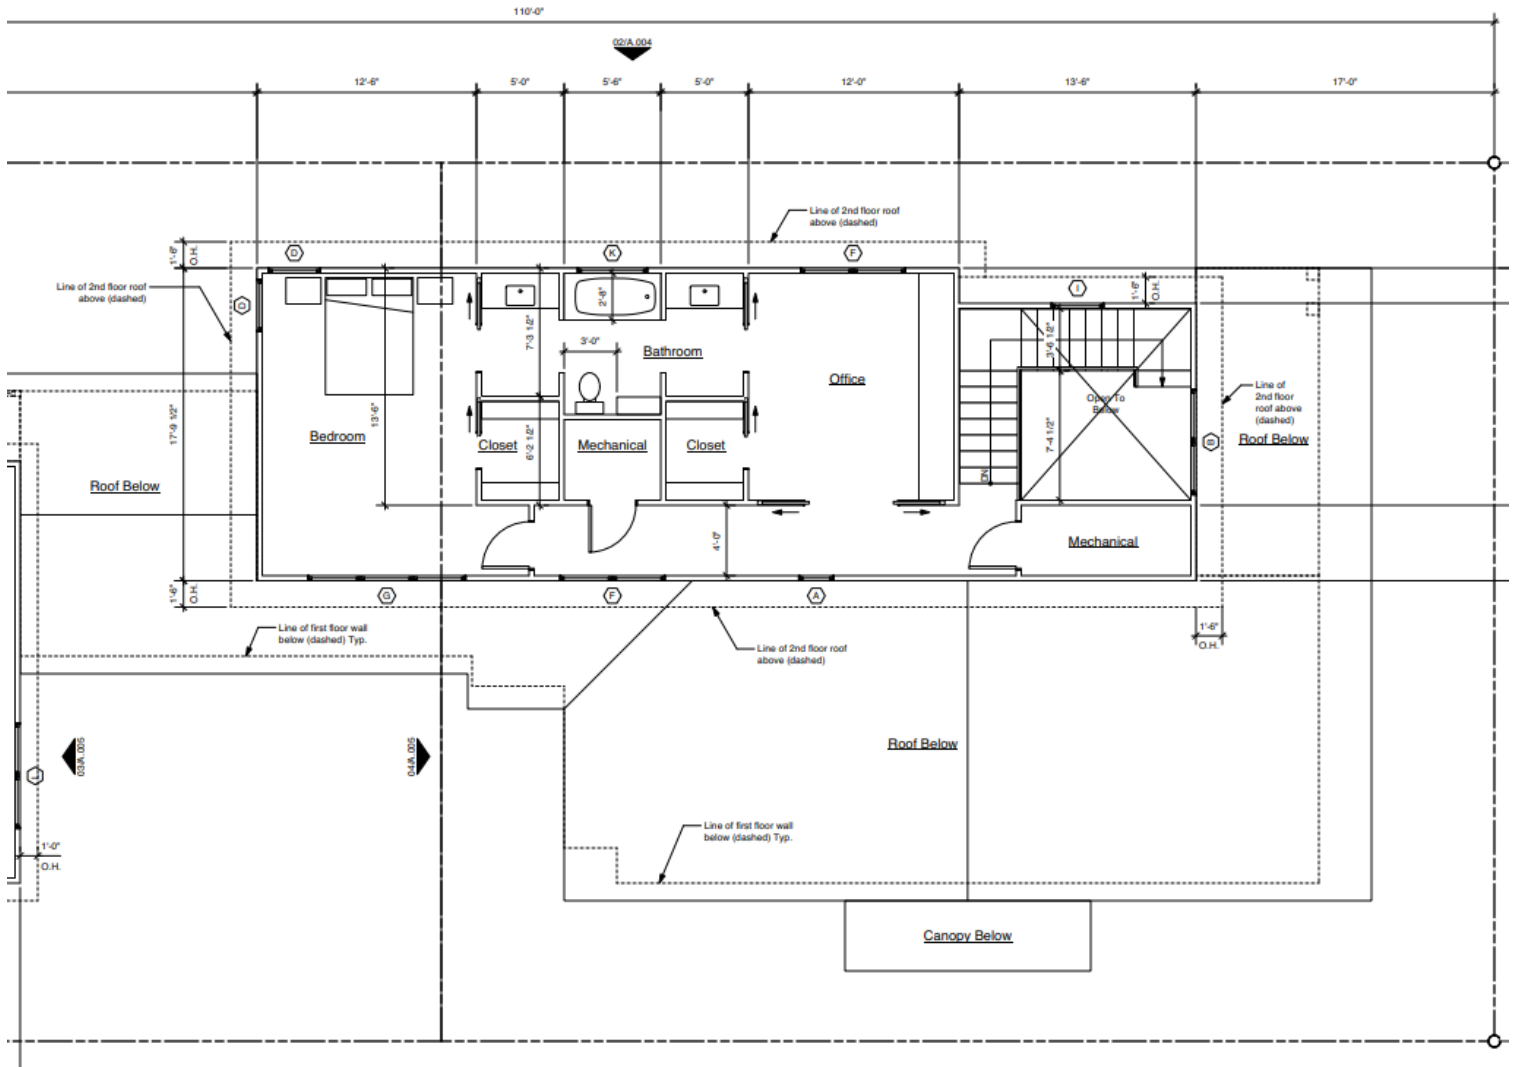 110'-0"
02/A.004
12'-6"
5'-0"
5'-6"
5'-0"
12'-0"
13'-6"
17'-0"
Line of 2nd floor roof
above (dashed)
1'-6"
O.H.
D
K
F
I
1'-6"
O.H.
Line of 2nd floor roof
above (dashed)
D
2'-8"
7'-3 1/2"
3'-0"
Bathroom
3'-6 1/2"
Office
Open To
Below
Line of
2nd floor
roof above
(dashed)
17'-9 1/2"
13'-6"
Bedroom
Closet
6'-2 1/2"
Mechanical
Closet
7'-4 1/2"
B
Roof Below
DN
Roof Below
4'-0"
Mechanical
1'-6"
O.H.
G
F
A
Line of first floor wall
below (dashed) Typ.
1'-6"
O.H.
Line of 2nd floor roof
above (dashed)
03/A.005
04/A.005
Roof Below
L
Line of first floor wall
below (dashed) Typ.
1'-0"
O.H.
Canopy Below